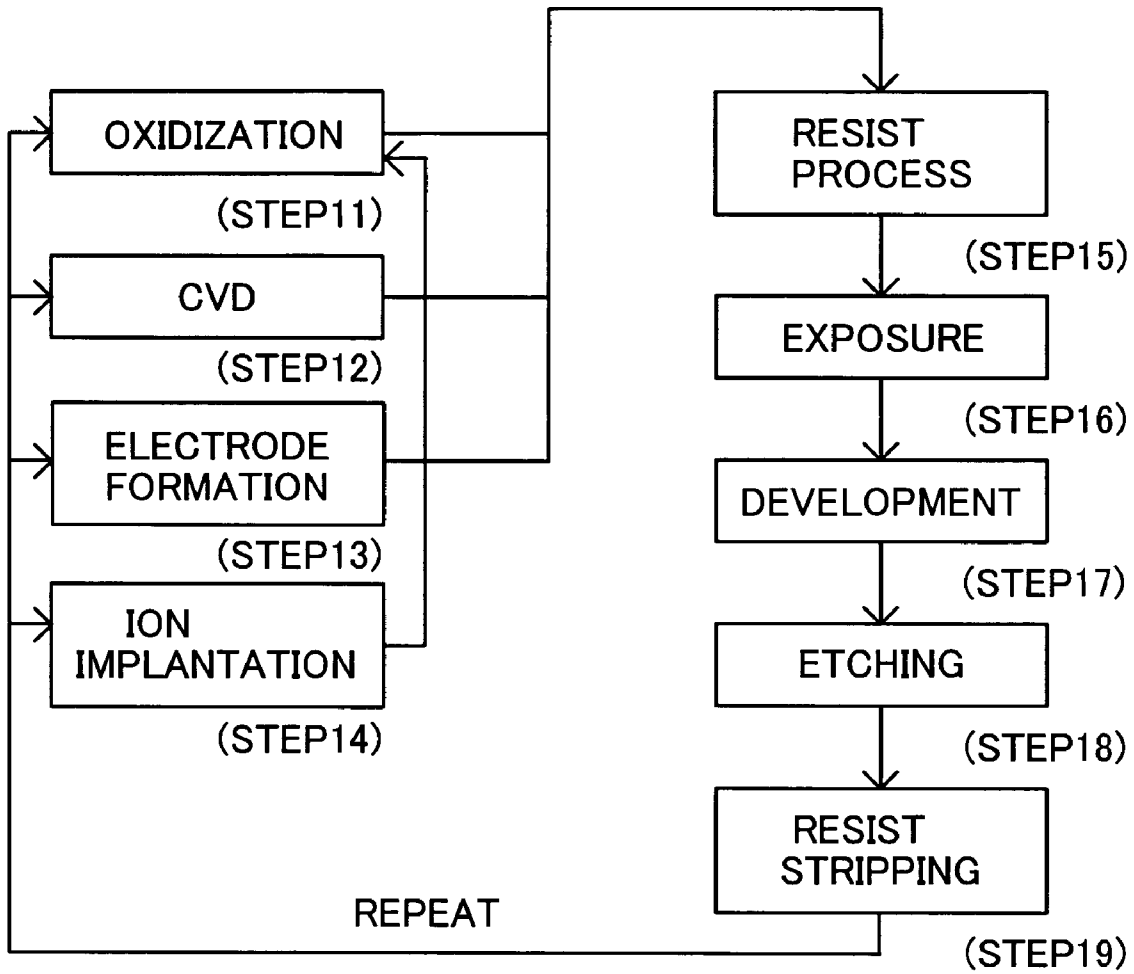 OXIDIZATION
(STEP11)
CVD
(STEP12)
ELECTRODE
FORMATION
(STEP13)
ION
IMPLANTATION
(STEP14)
RESIST
PROCESS
(STEP15)
EXPOSURE
(STEP16)
DEVELOPMENT
(STEP17)
ETCHING
(STEP18)
RESIST
STRIPPING
(STEP19)
REPEAT